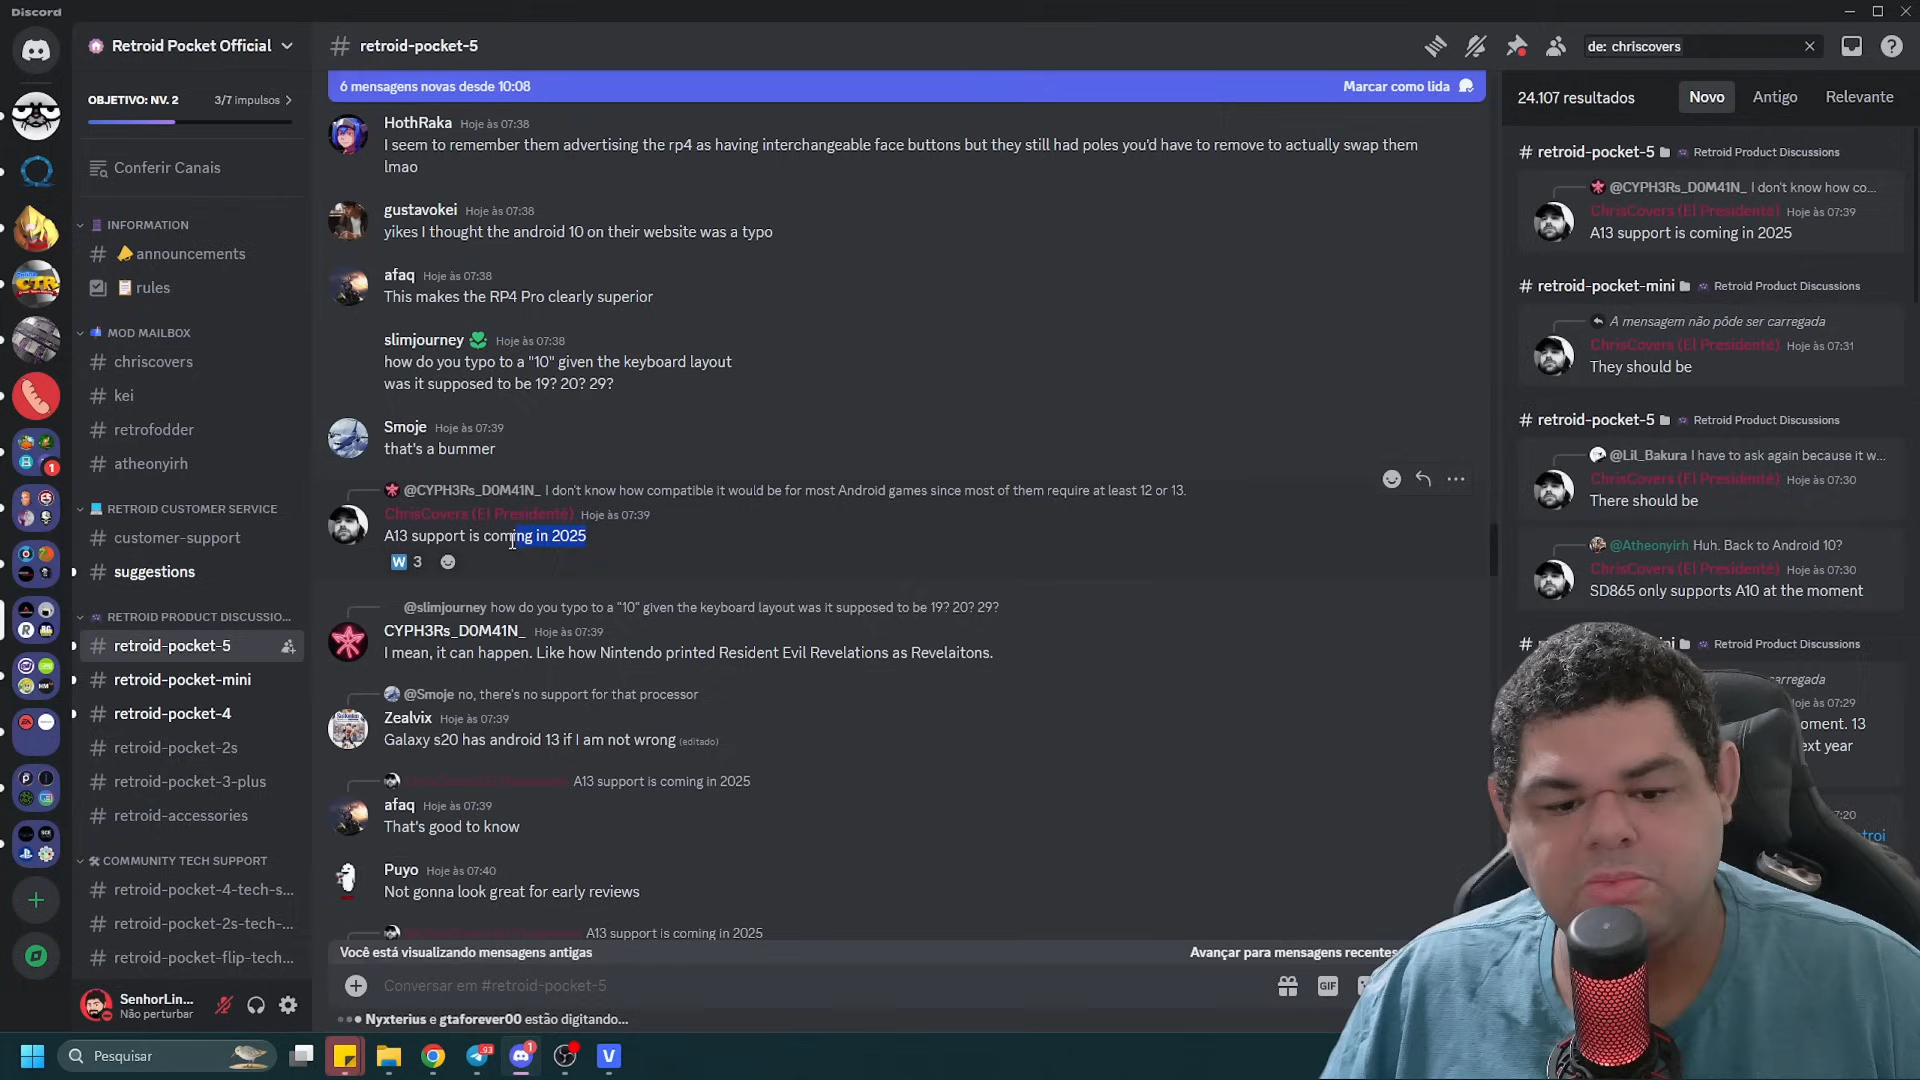 Discord
Retroid Pocket Official
OBJETIVO: NV. 2
3/7 impulsos
Conferir Canais
INFORMATION
announcements
rules
MOD MAILBOX
chriscovers
kei
retrofodder
atheonyirh
RETROID CUSTOMER SERVICE
customer-support
suggestions
RETROID PRODUCT DISCUSSIO...
retroid-pocket-5
retroid-pocket-mini
retroid-pocket-4
retroid-pocket-2s
retroid-pocket-3-plus
retroid-accessories
COMMUNITY TECH SUPPORT
retroid-pocket-4-tech-s...
retroid-pocket-2s-tech-...
retroid-pocket-flip-tech...
SenhorLin...
Não perturbar
retroid-pocket-5
6 mensagens novas desde 10:08
Marcar como lida
HothRaka Hoje às 07:38
I seem to remember them advertising the rp4 as having interchangeable face buttons but they still had poles you'd have to remove to actually swap them
lmao
gustavokei Hoje às 07:38
yikes I thought the android 10 on their website was a typo
afaq Hoje às 07:38
This makes the RP4 Pro clearly superior
slimjourney Hoje às 07:38
how do you typo to a "10" given the keyboard layout
was it supposed to be 19? 20? 29?
Smoje Hoje às 07:39
that's a bummer
@CYPH3Rs_D0M41N_ I don't know how compatible it would be for most Android games since most of them require at least 12 or 13.
ChrisCovers (El Presidenté) Hoje às 07:39
A13 support is coming in 2025
W 3
@slimjourney how do you typo to a "10" given the keyboard layout was it supposed to be 19? 20? 29?
CYPH3Rs_D0M41N_ Hoje às 07:39
I mean, it can happen. Like how Nintendo printed Resident Evil Revelations as Revelaitons.
@Smoje no, there's no support for that processor
Zealvix Hoje às 07:39
Galaxy s20 has android 13 if I am not wrong (editado)
A13 support is coming in 2025
afaq Hoje às 07:39
That's good to know
Puyo Hoje às 07:40
Not gonna look great for early reviews
A13 support is coming in 2025
Você está visualizando mensagens antigas
Avançar para mensagens recentes
Conversar em #retroid-pocket-5
GIF
Nyxterius e gtaforever00 estão digitando...
de: chriscovers
24.107 resultados
Novo
Antigo
Relevante
# retroid-pocket-5 Retroid Product Discussions
@CYPH3Rs_D0M41N_ I don't know how co...
ChrisCovers (El Presidenté) Hoje às 07:39
A13 support is coming in 2025
# retroid-pocket-mini Retroid Product Discussions
A mensagem não pôde ser carregada
ChrisCovers (El Presidenté) Hoje às 07:31
They should be
# retroid-pocket-5 Retroid Product Discussions
@Lil_Bakura I have to ask again because it w...
ChrisCovers (El Presidenté) Hoje às 07:30
There should be
@Atheonyirh Huh. Back to Android 10?
ChrisCovers (El Presidenté) Hoje às 07:30
SD865 only supports A10 at the moment
Retroid Product Discussions
carregada
Hoje às 07:29
oment. 13
ext year
Pesquisar
93
1
V